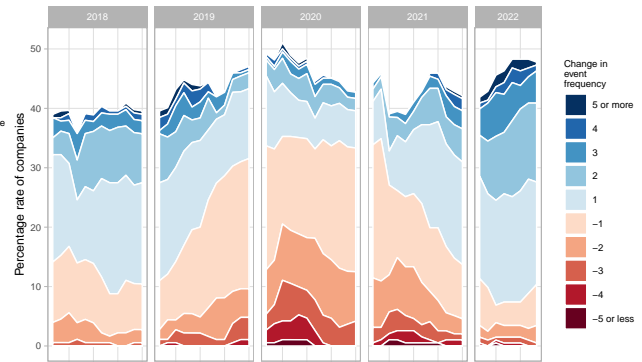 2018 2019 2020 2021 2022
50
40
30
20
10
0
Percentage rate of companies
Change in
event
frequency
5 or more
4
3
2
1
−1
−2
−3
−4
−5 or less